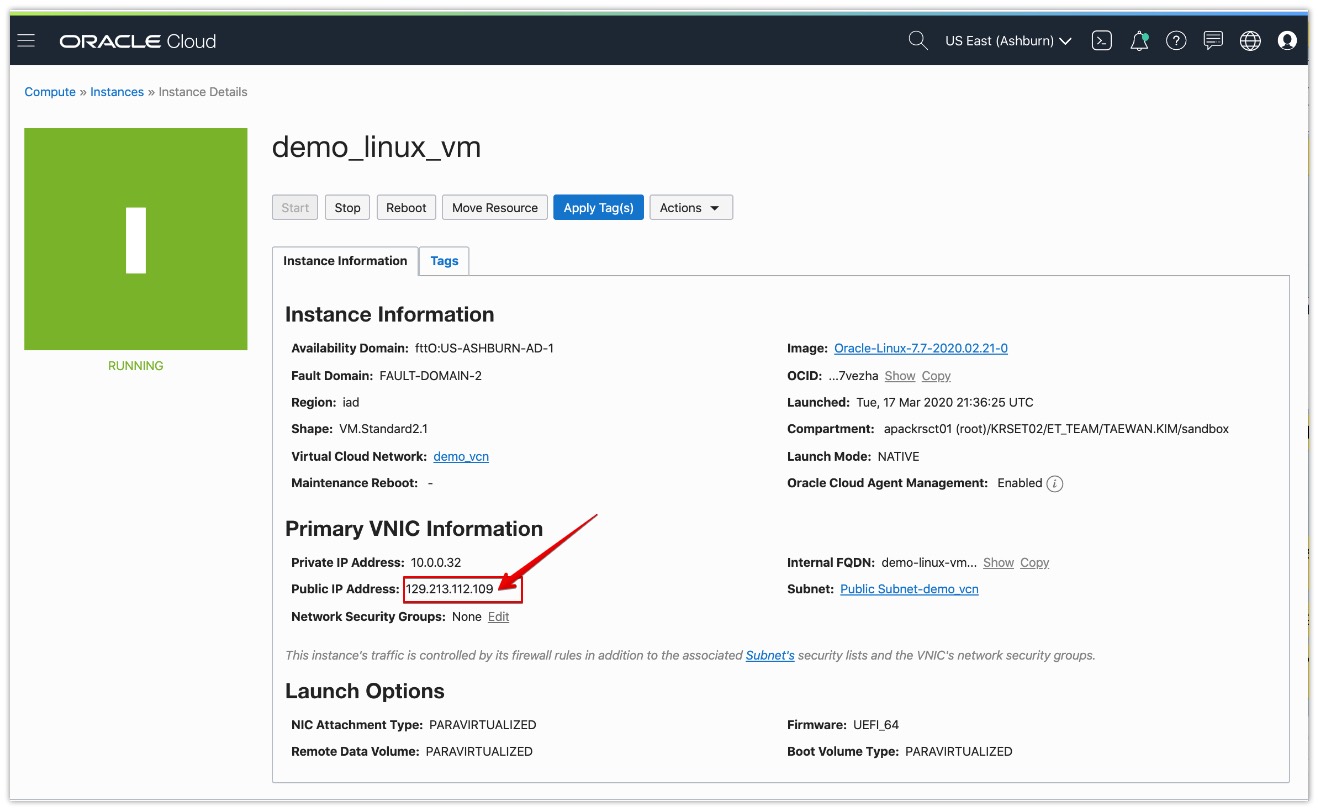 ORACLE Cloud
US East (Ashburn)
Compute » Instances » Instance Details
demo_linux_vm
Start Stop Reboot Move Resource Apply Tag(s) Actions
Instance Information Tags
RUNNING
Instance Information
Availability Domain: fttO:US-ASHBURN-AD-1
Fault Domain: FAULT-DOMAIN-2
Region: iad
Shape: VM.Standard2.1
Virtual Cloud Network: demo_vcn
Maintenance Reboot: -
Image: Oracle-Linux-7.7-2020.02.21-0
OCID: ...7vezha Show Copy
Launched: Tue, 17 Mar 2020 21:36:25 UTC
Compartment: apackrsct01 (root)/KRSET02/ET_TEAM/TAEWAN.KIM/sandbox
Launch Mode: NATIVE
Oracle Cloud Agent Management: Enabled i
Primary VNIC Information
Private IP Address: 10.0.0.32
Public IP Address: 129.213.112.109
Network Security Groups: None Edit
Internal FQDN: demo-linux-vm... Show Copy
Subnet: Public Subnet-demo_vcn
This instance's traffic is controlled by its firewall rules in addition to the associated Subnet's security lists and the VNIC's network security groups.
Launch Options
NIC Attachment Type: PARAVIRTUALIZED
Remote Data Volume: PARAVIRTUALIZED
Firmware: UEFI_64
Boot Volume Type: PARAVIRTUALIZED